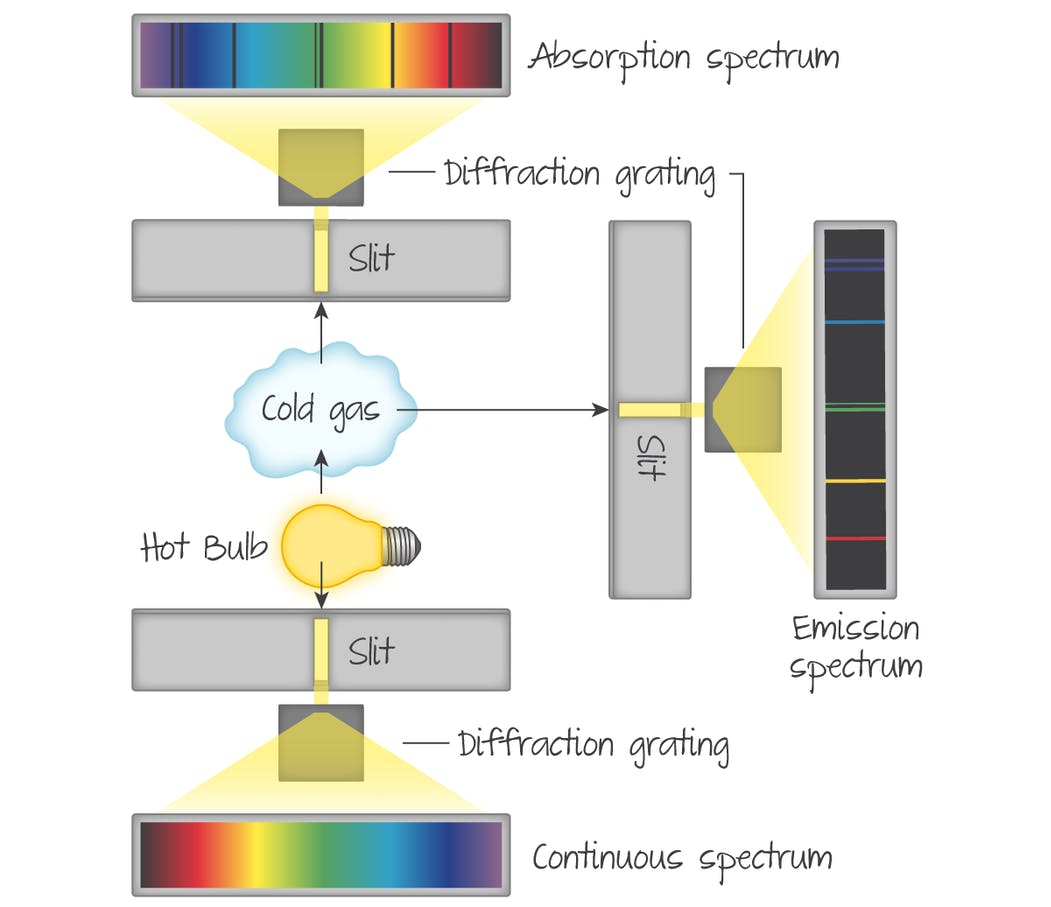 Absorption spectrum
Diffraction grating
Slit
Cold gas
Slit
Hot Bulb
Slit
Emission
spectrum
Diffraction grating
Continuous spectrum